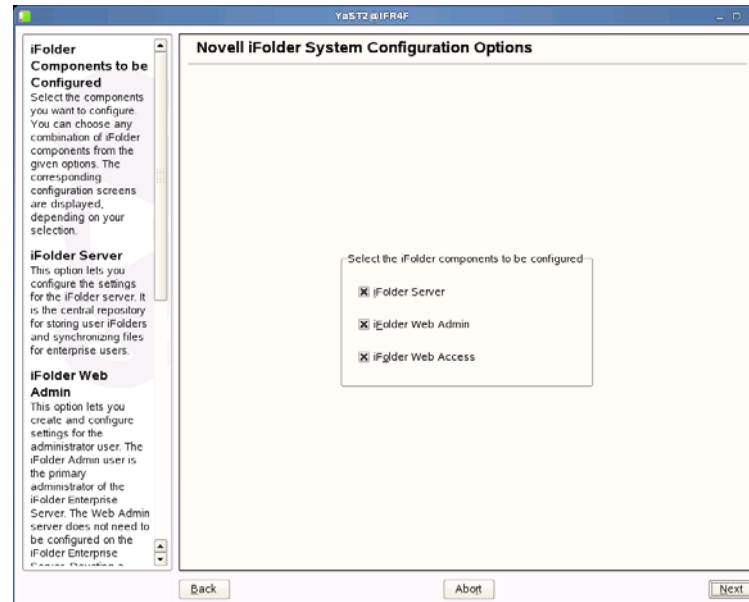 YaST2@IFR4F
iFolder
Components to be
Configured
Select the components
you want to configure.
You can choose any
combination of iFolder
components from the
given options. The
corresponding
configuration screens
are displayed,
depending on your
selection.
iFolder Server
This option lets you
configure the settings
for the iFolder server. It
is the central repository
for storing user iFolders
and synchronizing files
for enterprise users.
iFolder Web
Admin
This option lets you
create and configure
settings for the
administrator user. The
iFolder Admin user is
the primary
administrator of the
iFolder Enterprise
Server. The Web Admin
server does not need to
be configured on the
iFolder Enterprise
Novell iFolder System Configuration Options
Select the iFolder components to be configured
iFolder Server
iFolder Web Admin
iFolder Web Access
Back
Abort
Next